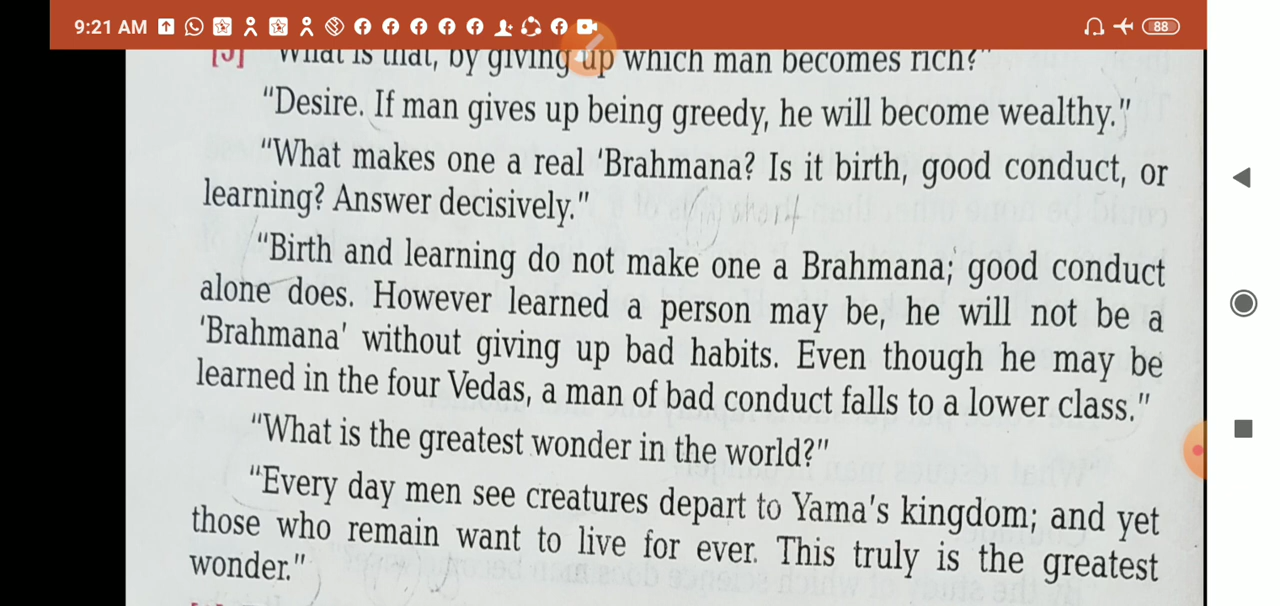 9:21 AM 88
[5] "What is that, by giving up which man becomes rich?"
"Desire. If man gives up being greedy, he will become wealthy."
"What makes one a real 'Brahmana? Is it birth, good conduct, or
learning? Answer decisively."
in short
"Birth and learning do not make one a Brahmana; good conduct
alone does. However learned a person may be, he will not be a
'Brahmana' without giving up bad habits. Even though he may be
learned in the four Vedas, a man of bad conduct falls to a lower class."
"What is the greatest wonder in the world?"
"Every day men see creatures depart to Yama's kingdom; and yet
those who remain want to live for ever. This truly is the greatest
wonder."